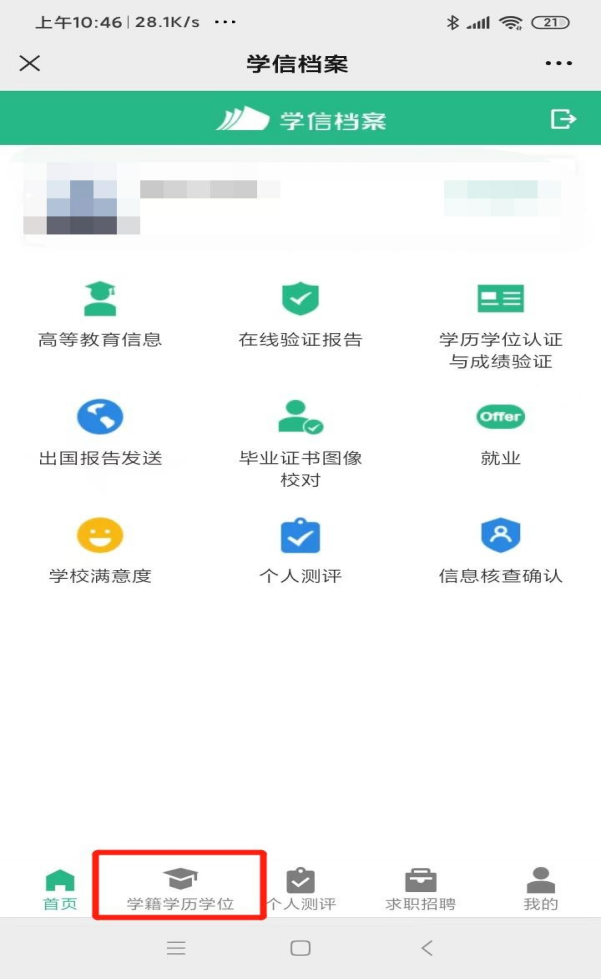 上午10:46 | 28.1K/s ···
21
学信档案
学信档案
高等教育信息
在线验证报告
学历学位认证
与成绩验证
出国报告发送
毕业证书图像
校对
Offer
就业
学校满意度
个人测评
信息核查确认
首页
学籍学历学位
个人测评
求职招聘
我的